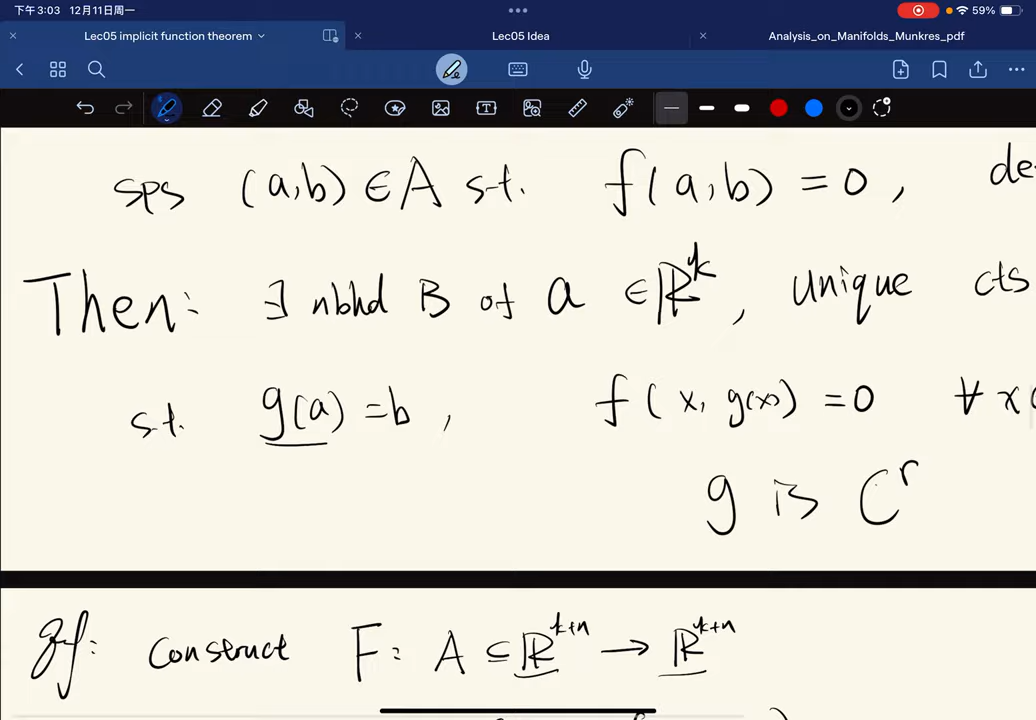 下午3:03 12月11日周一
59%
Lec05 implicit function theorem
Lec05 Idea
Analysis_on_Manifolds_Munkres_pdf
sps (a,b) ∈ A s.t. f(a,b) = 0, de
Then: ∃ nbhd B of a ∈ ℝ^k, unique cts
s.t. g(a) = b, f(x, g(x)) = 0 ∀ x
g is C^r
pf: Construct F: A ⊆ ℝ^{k+n} → ℝ^{k+n}